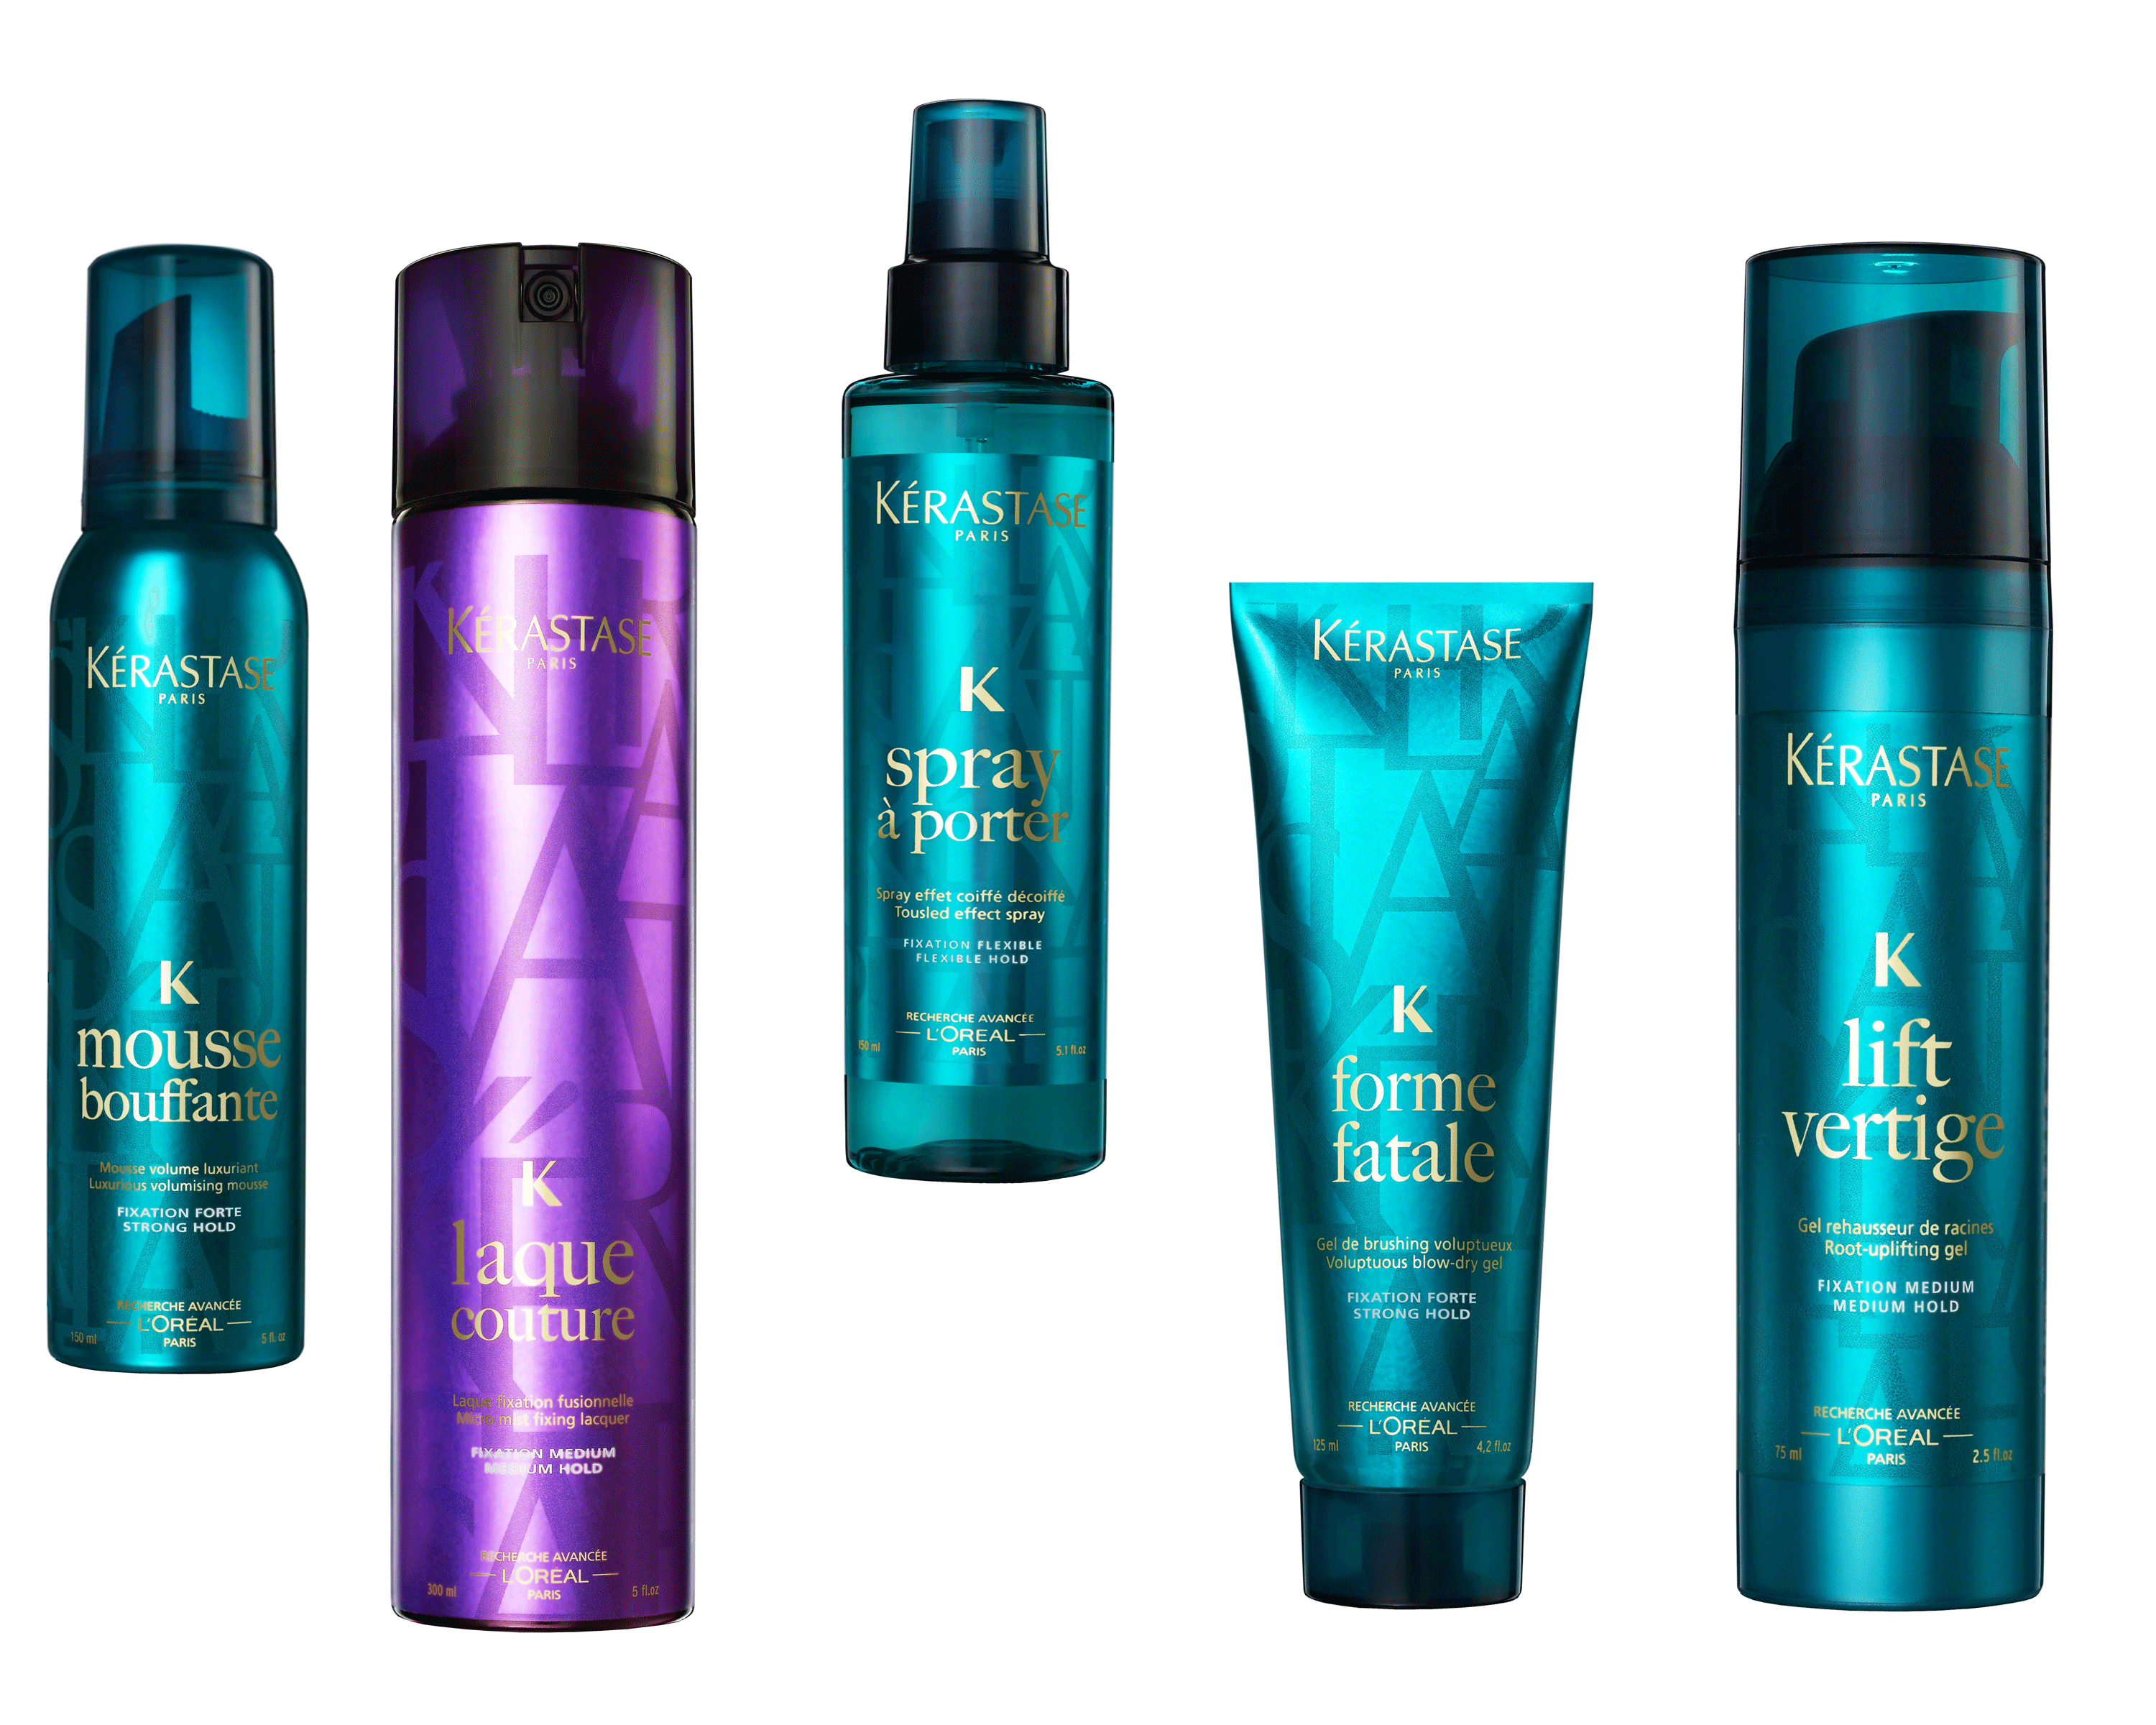 KÉRASTASE
PARIS
K
mousse
bouffante
Mousse volume luxuriant
Luxurious volumising mousse
FIXATION FORTE
STRONG HOLD
RECHERCHE AVANCÉE
L'ORÉAL
PARIS
150 ml
5 fl. oz
KÉRASTASE
PARIS
K
laque
couture
Laque fixation fusionnelle
Micro mist fixing lacquer
FIXATION MEDIUM
MEDIUM HOLD
RECHERCHE AVANCÉE
L'ORÉAL
PARIS
300 ml
5 fl.oz
KÉRASTASE
PARIS
K
spray
à porter
Spray effet coiffé décoiffé
Tousled effect spray
FIXATION FLEXIBLE
FLEXIBLE HOLD
RECHERCHE AVANCÉE
L'ORÉAL
PARIS
150 ml
5.1 fl.oz
KÉRASTASE
PARIS
K
forme
fatale
Gel de brushing voluptueux
Voluptuous blow-dry gel
FIXATION FORTE
STRONG HOLD
RECHERCHE AVANCÉE
L'ORÉAL
PARIS
125 ml
4,2 fl.oz
KÉRASTASE
PARIS
K
lift
vertige
Gel rehausseur de racines
Root-uplifting gel
FIXATION MEDIUM
MEDIUM HOLD
RECHERCHE AVANCÉE
L'ORÉAL
PARIS
75 ml
2.5 fl.oz